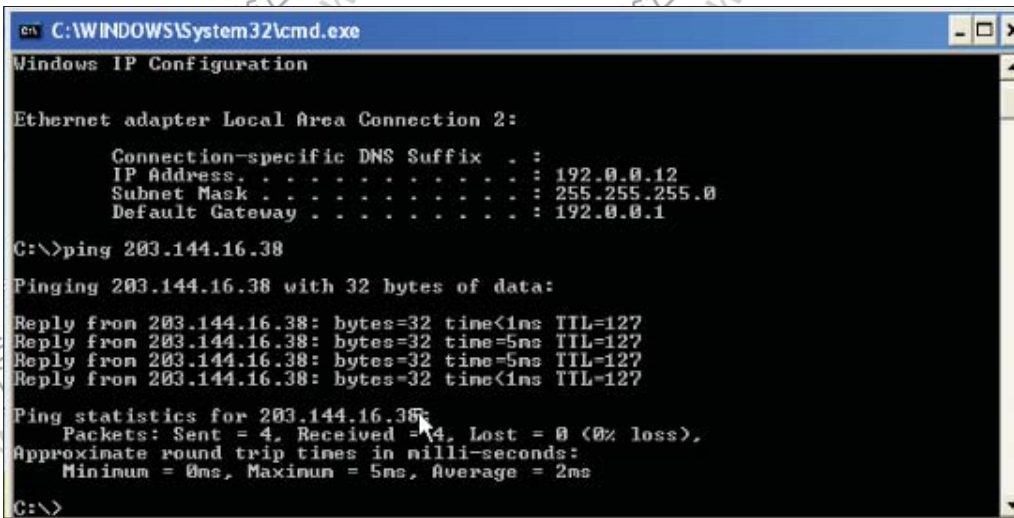 C:\WINDOWS\System32\cmd.exe
Windows IP Configuration
Ethernet adapter Local Area Connection 2:
Connection-specific DNS Suffix . :
IP Address. . . . . . . . . . . . : 192.0.0.12
Subnet Mask . . . . . . . . . . . : 255.255.255.0
Default Gateway . . . . . . . . . : 192.0.0.1
C:\>ping 203.144.16.38
Pinging 203.144.16.38 with 32 bytes of data:
Reply from 203.144.16.38: bytes=32 time<1ms TTL=127
Reply from 203.144.16.38: bytes=32 time=5ms TTL=127
Reply from 203.144.16.38: bytes=32 time=5ms TTL=127
Reply from 203.144.16.38: bytes=32 time<1ms TTL=127
Ping statistics for 203.144.16.38:
Packets: Sent = 4, Received = 4, Lost = 0 (0% loss),
Approximate round trip times in milli-seconds:
Minimum = 0ms, Maximum = 5ms, Average = 2ms
C:\>